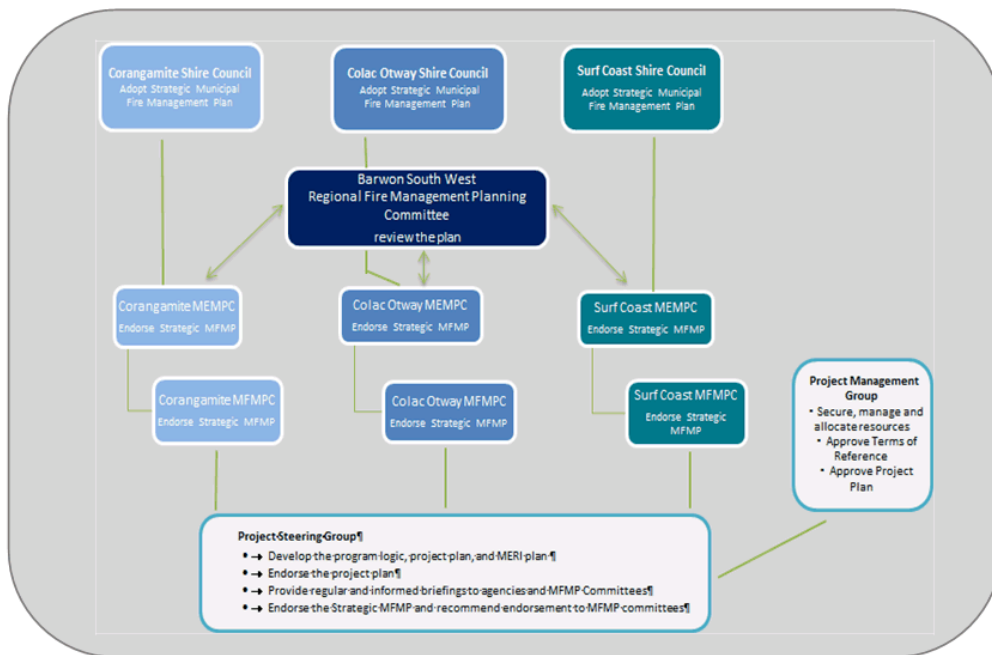 Corangamite Shire Council
Adopt Strategic Municipal
Fire Management Plan
Colac Otway Shire Council
Adopt Strategic Municipal
Fire Management Plan
Surf Coast Shire Council
Adopt Strategic Municipal
Fire Management Plan
Barwon South West
Regional Fire Management Planning
Committee
review the plan
Corangamite MEMPC
Endorse Strategic MFMP
Colac Otway MEMPC
Endorse Strategic MFMP
Surf Coast MEMPC
Endorse Strategic MFMP
Corangamite MFMPC
Endorse Strategic MFMP
Colac Otway MFMPC
Endorse Strategic MFMP
Surf Coast MFMPC
Endorse Strategic
MFMP
Project Management
Group
• Secure, manage and
allocate resources
• Approve Terms of
Reference
• Approve Project
Plan
Project·Steering·Group¶
•→ Develop·the·program·logic,·project·plan,·and·MERI·plan·¶
•→ Endorse·the·project·plan¶
•→ Provide·regular·and·informed·briefings·to·agencies·and·MFMP·Committees¶
•→ Endorse·the·Strategic·MFMP·and·recommend·endorsement·to·MFMP·committees¶